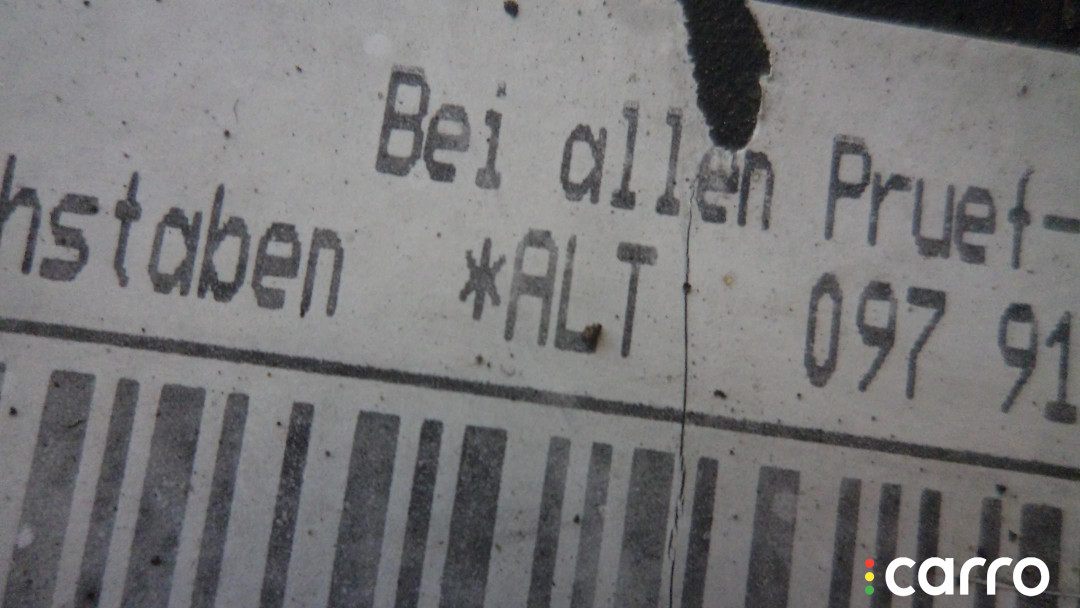 Bei allen Pruef-
hstaben *ALT 097 91
carro